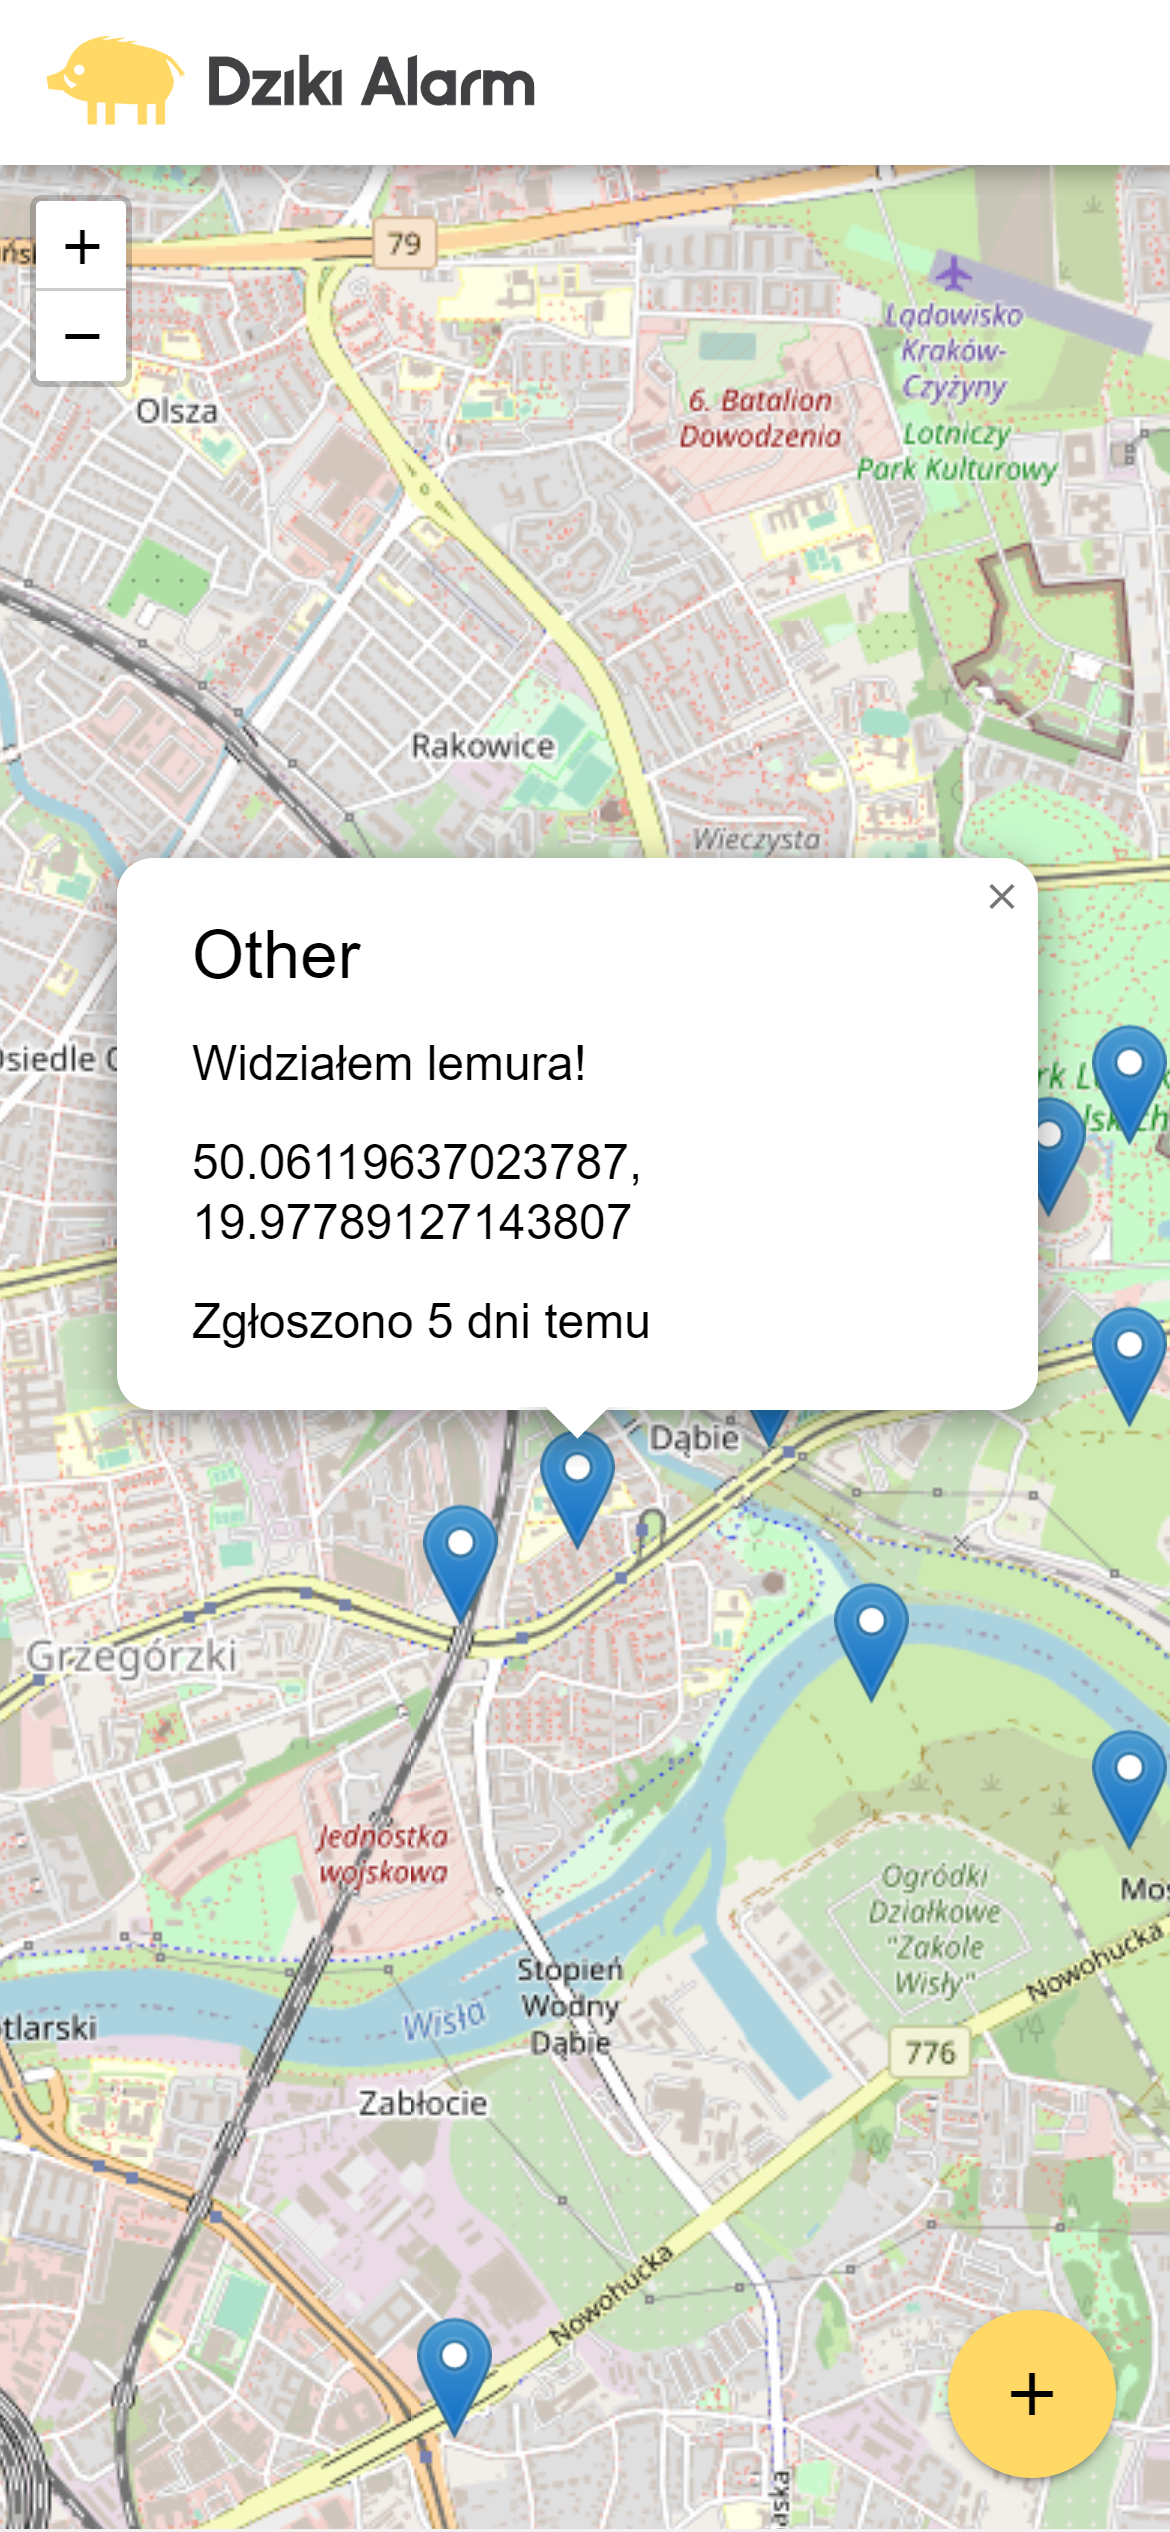 Dziki Alarm
+
−
79
Olsza
Lądowisko
Kraków-
Czyżyny
6. Batalion
Dowodzenia
Lotniczy
Park Kulturowy
Rakowice
Wieczysta
×
Other
Widziałem lemura!
50.06119637023787,
19.97789127143807
Zgłoszono 5 dni temu
Dąbie
Grzegórzki
Jednostka
wojskowa
Ogródki
Działkowe
"Zakole
Wisły"
Nowohucka
Stopień
Wodny
Dąbie
Wisła
776
Zabłocie
Nowohucka
+